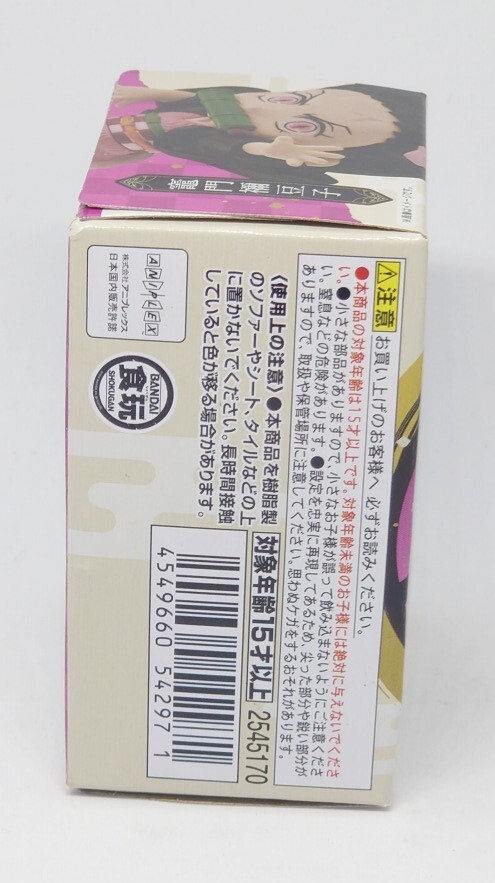 十二鬼
ANIPLEX
株式会社アニプレックス
日本国内販売許諾
BANDAI
食玩
SHOKUGAN
注意
お買い上げのお客様へ 必ずお読みください。
●本商品の対象年齢は15才以上です。対象年齢未満のお子様には絶対に与えないでくださ
い。●小さな部品がありますので、小さなお子様が誤って飲み込まないようにご注意くださ
い。窒息などの危険があります。●設定を忠実に再現してあるため、尖った部分や鋭い部分が
ありますので、取扱や保管場所に注意してください。思わぬケガをするおそれがあります。
〈使用上の注意〉●本商品を樹脂製
のソファーやシート、タイルなどの上
に置かないでください。長時間接触
していると色が移る場合があります。
対象年齢15才以上 2545170
4549660 542971